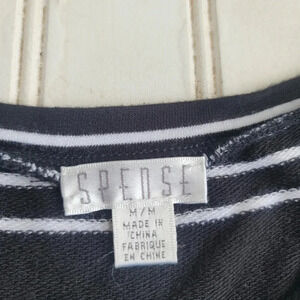 SPENSE
M/M
MADE IN
CHINA
FABRIQUE
EN CHINE